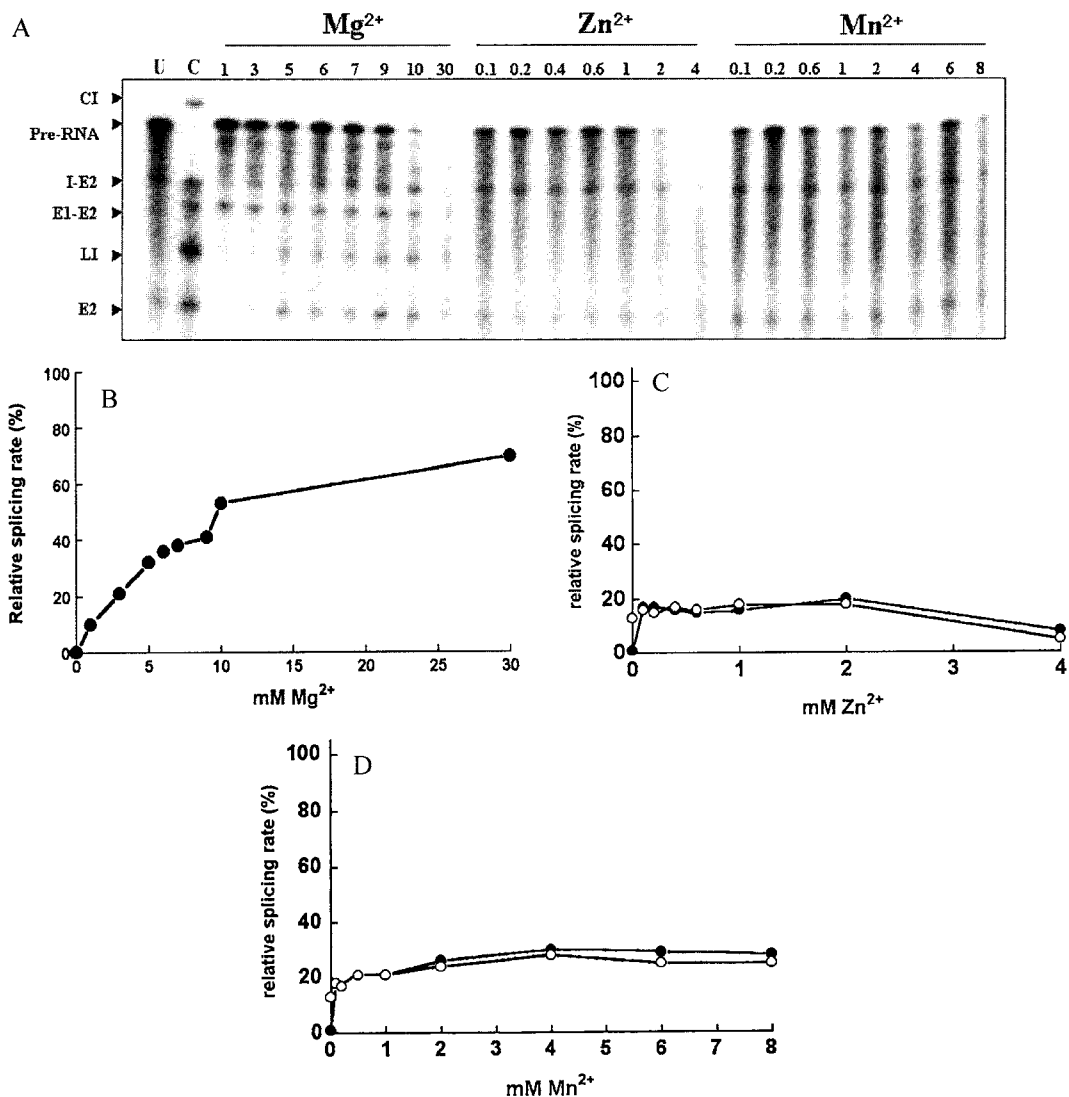 A
Mg²⁺ Zn²⁺ Mn²⁺
U C 1 3 5 6 7 9 10 30 0.1 0.2 0.4 0.6 1 2 4 0.1 0.2 0.6 1 2 4 6 8
CI
Pre-RNA
I-E2
E1-E2
LI
E2
B
Relative splicing rate (%)
100
80
60
40
20
0
0 5 10 15 20 25 30
mM Mg²⁺
C
relative splicing rate (%)
100
80
60
40
20
0
0 1 2 3 4
mM Zn²⁺
D
relative splicing rate (%)
100
80
60
40
20
0
0 1 2 3 4 5 6 7 8
mM Mn²⁺